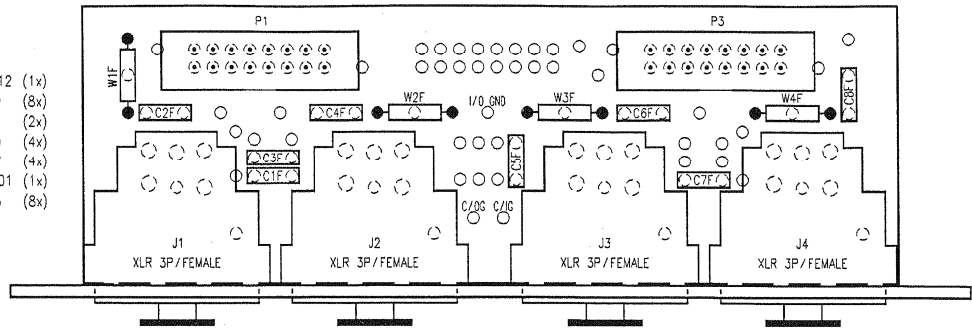 P1
P3
W1F
C2F
C4F
W2F
I/O GND
W3F
C6F
W4F
C8F
C3F
C1F
C5F
C7F
C/OG
C/IG
J1
XLR 3P/FEMALE
J2
XLR 3P/FEMALE
J3
XLR 3P/FEMALE
J4
XLR 3P/FEMALE
12 (1x)
(8x)
(2x)
(4x)
(4x)
01 (1x)
(8x)